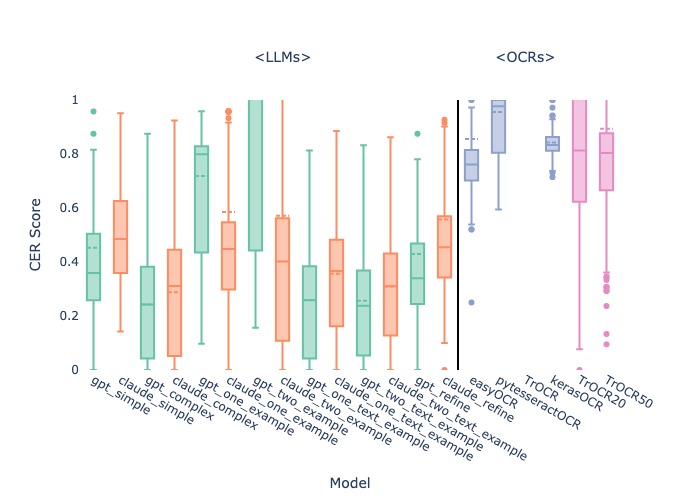 <LLMs> <OCRs>
1
0.8
0.6
0.4
0.2
0
CER Score
gpt_simple
claude_simple
gpt_complex
claude_complex
gpt_one_example
claude_one_example
gpt_two_example
claude_two_example
gpt_one_text_example
claude_one_text_example
gpt_two_text_example
claude_two_text_example
gpt_refine
claude_refine
easyOCR
pytesseractOCR
TrOCR
kerasOCR
TrOCR20
TrOCR50
Model